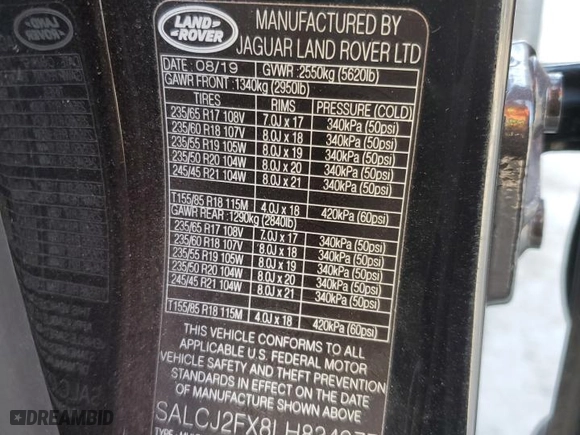 LAND
ROVER
MANUFACTURED BY
JAGUAR LAND ROVER LTD
DATE: 08/19 GVWR :2550kg (5620lb)
GAWR FRONT: 1340kg (2950lb)
TIRES RIMS PRESSURE (COLD)
235/65 R17 108V 7.0J x 17 340kPa (50psi)
235/60 R18 107V 8.0J x 18 340kPa (50psi)
235/55 R19 105W 8.0J x 19 340kPa (50psi)
235/50 R20 104W 8.0J x 20 340kPa (50psi)
245/45 R21 104W 8.0J x 21 340kPa (50psi)
T155/85 R18 115M 4.0J x 18 420kPa (60psi)
GAWR REAR: 1290kg (2840lb)
235/65 R17 108V 7.0J x 17 340kPa (50psi)
235/60 R18 107V 8.0J x 18 340kPa (50psi)
235/55 R19 105W 8.0J x 19 340kPa (50psi)
235/50 R20 104W 8.0J x 20 340kPa (50psi)
245/45 R21 104W 8.0J x 21 340kPa (50psi)
T155/85 R18 115M 4.0J x 18 420kPa (60psi)
THIS VEHICLE CONFORMS TO ALL
APPLICABLE U.S. FEDERAL MOTOR
VEHICLE SAFETY AND THEFT PREVENTION
STANDARDS IN EFFECT ON THE DATE
OF MANUFACTURE SHOWN ABOVE
AutoBidMaster